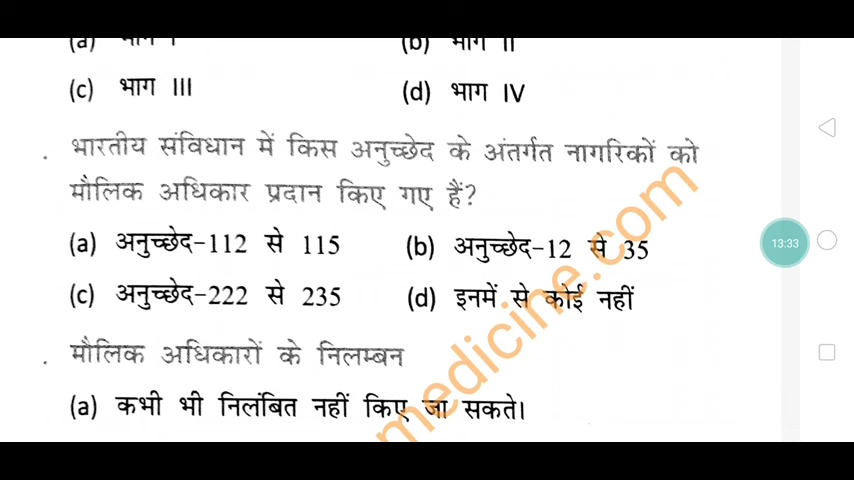 (a) भाग I (b) भाग II
(c) भाग III (d) भाग IV
. भारतीय संविधान में किस अनुच्छेद के अंतर्गत नागरिकों को
मौलिक अधिकार प्रदान किए गए हैं?
(a) अनुच्छेद-112 से 115 (b) अनुच्छेद-12 से 35
(c) अनुच्छेद-222 से 235 (d) इनमें से कोई नहीं
. मौलिक अधिकारों के निलम्बन
(a) कभी भी निलंबित नहीं किए जा सकते।
medicine.com
13:33